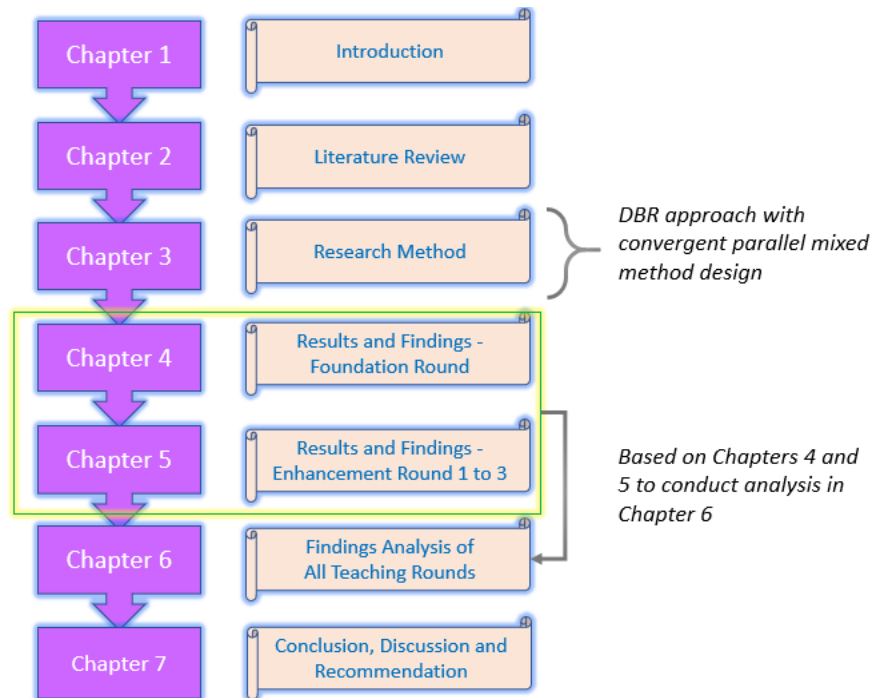 Chapter 1
Introduction
Chapter 2
Literature Review
Chapter 3
Research Method
DBR approach with
convergent parallel mixed
method design
Chapter 4
Results and Findings -
Foundation Round
Chapter 5
Results and Findings -
Enhancement Round 1 to 3
Based on Chapters 4 and
5 to conduct analysis in
Chapter 6
Chapter 6
Findings Analysis of
All Teaching Rounds
Chapter 7
Conclusion, Discussion and
Recommendation